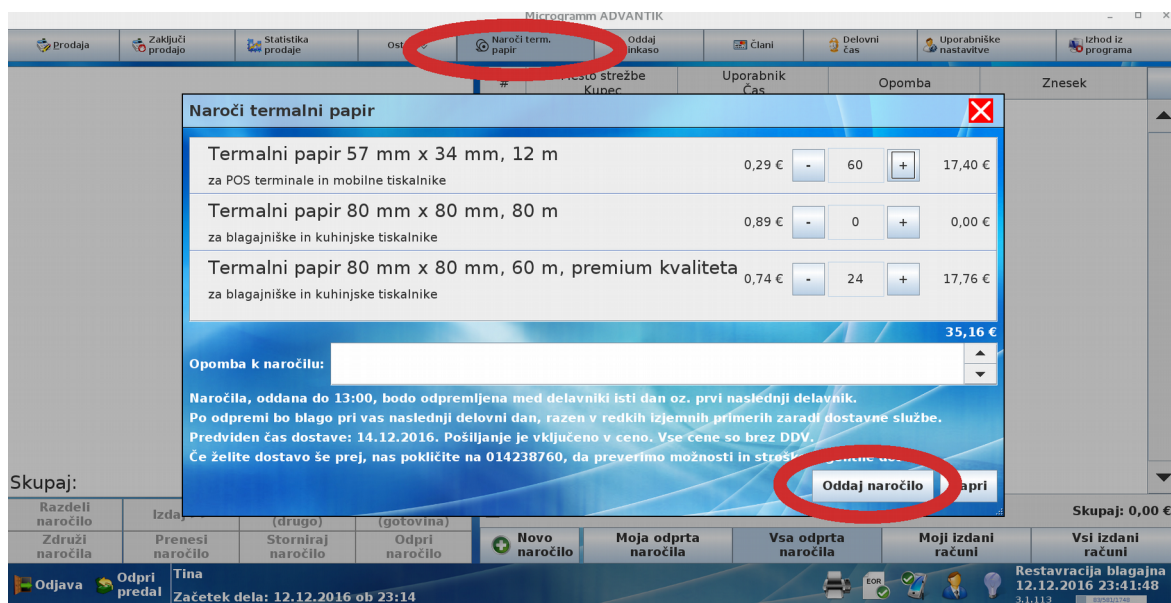 Microgramm ADVANTIK
Prodaja
Zaključi
prodajo
Statistika
prodaje
Naroči term.
papir
Oddaj
inkaso
Člani
Delovni
čas
Uporabniške
nastavitve
Izhod iz
programa
#
Mesto strežbe
Kupec
Uporabnik
Čas
Opomba
Znesek
Naroči termalni papir
Termalni papir 57 mm x 34 mm, 12 m
za POS terminale in mobilne tiskalnike
0,29 € - 60 + 17,40 €
Termalni papir 80 mm x 80 mm, 80 m
za blagajniške in kuhinjske tiskalnike
0,89 € - 0 + 0,00 €
Termalni papir 80 mm x 80 mm, 60 m, premium kvaliteta
za blagajniške in kuhinjske tiskalnike
0,74 € - 24 + 17,76 €
35,16 €
Opomba k naročilu:
Naročila, oddana do 13:00, bodo odpremljena med delavniki isti dan oz. prvi naslednji delavnik.
Po odpremi bo blago pri vas naslednji delovni dan, razen v redkih izjemnih primerih zaradi dostavne službe.
Predviden čas dostave: 14.12.2016. Pošiljanje je vključeno v ceno. Vse cene so brez DDV.
Če želite dostavo še prej, nas pokličite na 014238760, da preverimo možnosti in
Oddaj naročilo
Skupaj:
Razdeli
naročilo
(drugo)
(gotovina)
Skupaj: 0,00 €
Združi
naročila
Prenesi
naročilo
Storniraj
naročilo
Odpri
naročilo
Novo
naročilo
Moja odprta
naročila
Vsa odprta
naročila
Moji izdani
računi
Vsi izdani
računi
Odjava
Odpri
predal
Tina
Začetek dela: 12.12.2016 ob 23:14
EOR
Restavracija blagajna
12.12.2016 23:41:48
3.1.113